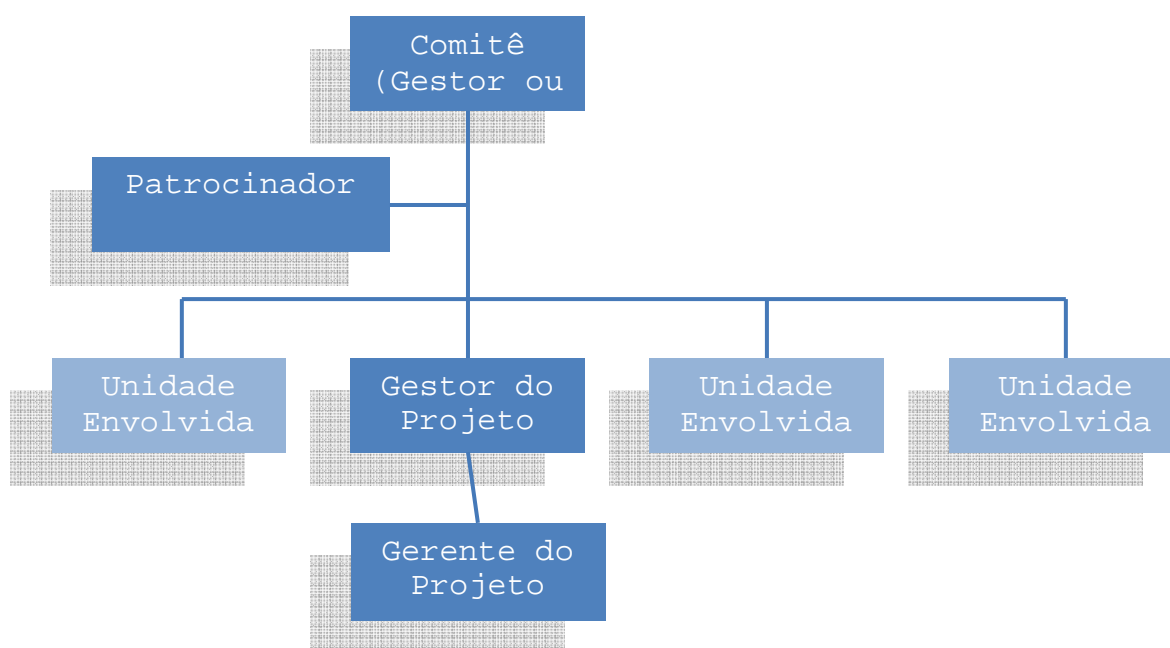 Comitê
(Gestor ou
Patrocinador
Unidade
Envolvida
Gestor do
Projeto
Unidade
Envolvida
Unidade
Envolvida
Gerente do
Projeto